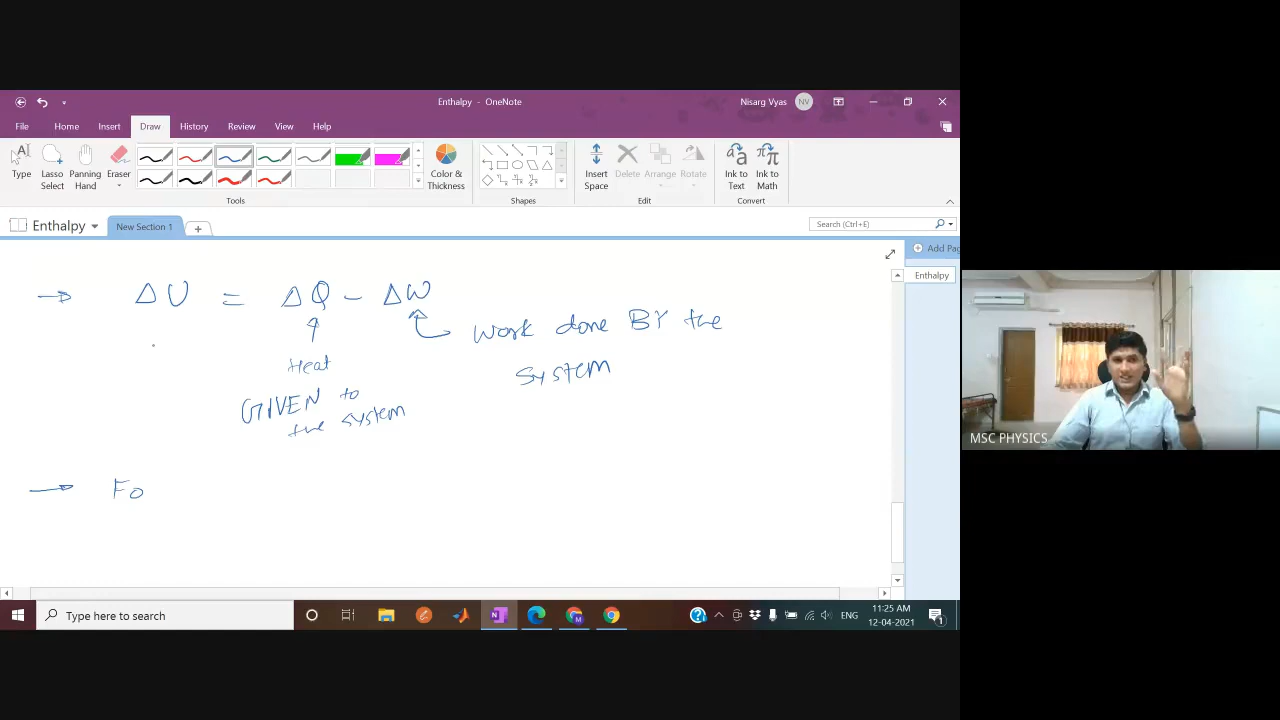 Enthalpy - OneNote
Nisarg Vyas NV
File Home Insert Draw History Review View Help
Type
Lasso Select
Panning Hand
Eraser
Color & Thickness
Insert Space
Delete
Arrange
Rotate
Ink to Text
Ink to Math
Tools Shapes Edit Convert
Enthalpy New Section 1 Search (Ctrl+E)
Add Pag
Enthalpy
→ ΔU = ΔQ - ΔW
Work done BY the
system
Heat
GIVEN to
the system
→ Fo
MSC PHYSICS
Type here to search
ENG
11:25 AM
12-04-2021
1